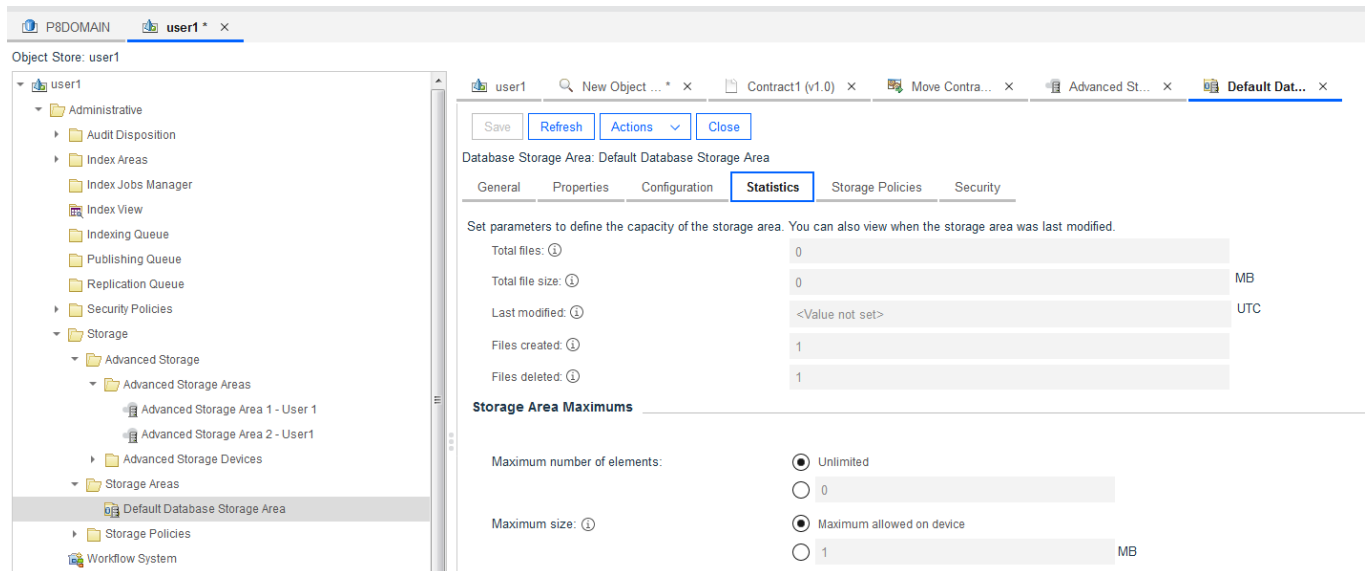 P8DOMAIN
user1 *
Object Store: user1
user1
Administrative
Audit Disposition
Index Areas
Index Jobs Manager
Index View
Indexing Queue
Publishing Queue
Replication Queue
Security Policies
Storage
Advanced Storage
Advanced Storage Areas
Advanced Storage Area 1 - User 1
Advanced Storage Area 2 - User1
Advanced Storage Devices
Storage Areas
Default Database Storage Area
Storage Policies
Workflow System
user1 New Object ... * Contract1 (v1.0) Move Contra... Advanced St... Default Dat...
Save Refresh Actions Close
Database Storage Area: Default Database Storage Area
General Properties Configuration Statistics Storage Policies Security
Set parameters to define the capacity of the storage area. You can also view when the storage area was last modified.
Total files: 0
Total file size: 0 MB
Last modified: <Value not set> UTC
Files created: 1
Files deleted: 1
Storage Area Maximums
Maximum number of elements: Unlimited
0
Maximum size: Maximum allowed on device
1 MB